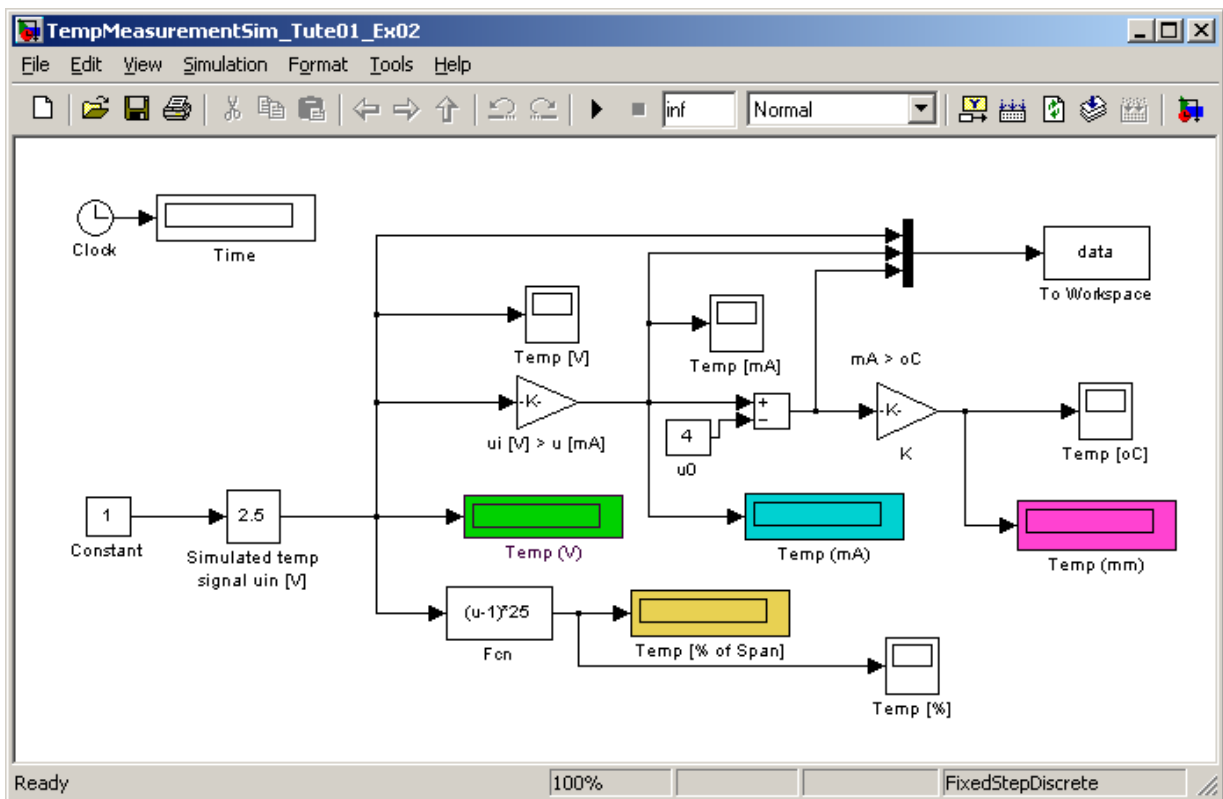 TempMeasurementSim_Tute01_Ex02
File Edit View Simulation Format Tools Help
inf Normal
Clock
Time
data
To Workspace
Temp [V]
Temp [mA]
mA > oC
-K-
ui [V] > u [mA]
4
u0
+
−
-K-
K
Temp [oC]
1
Constant
2.5
Simulated temp
signal uin [V]
Temp (V)
Temp (mA)
Temp (mm)
(u-1)*25
Fcn
Temp [% of Span]
Temp [%]
Ready 100% FixedStepDiscrete